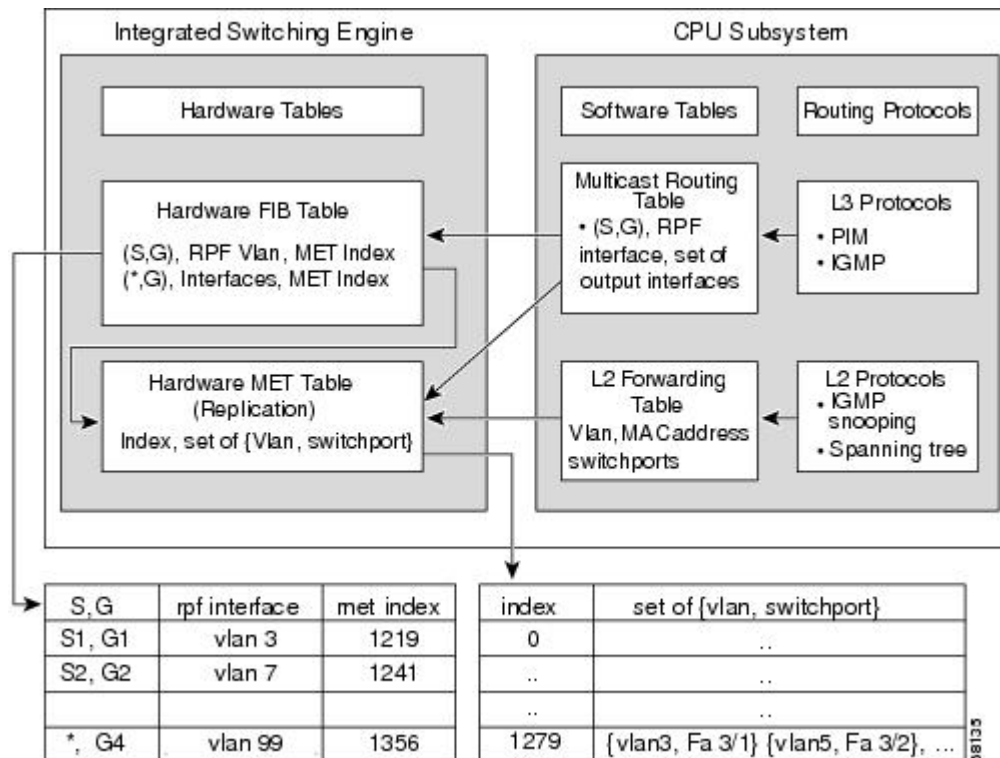 Integrated Switching Engine
CPU Subsystem
Hardware Tables
Software Tables
Routing Protocols
Hardware FIB Table
(S,G), RPF Vlan, MET Index
(*,G), Interfaces, MET Index
Multicast Routing
Table
• (S,G), RPF
interface, set of
output interfaces
L3 Protocols
• PIM
• IGMP
Hardware MET Table
(Replication)
Index, set of {Vlan, switchport}
L2 Forwarding
Table
Vlan, MAC address
switchports
L2 Protocols
• IGMP
snooping
• Spanning tree
S,G rpf interface met index
S1, G1 vlan 3 1219
S2, G2 vlan 7 1241
*, G4 vlan 99 1356
index set of {vlan, switchport}
0 ..
.. ..
.. ..
1279 {vlan3, Fa 3/1} {vlan5, Fa 3/2}, ...